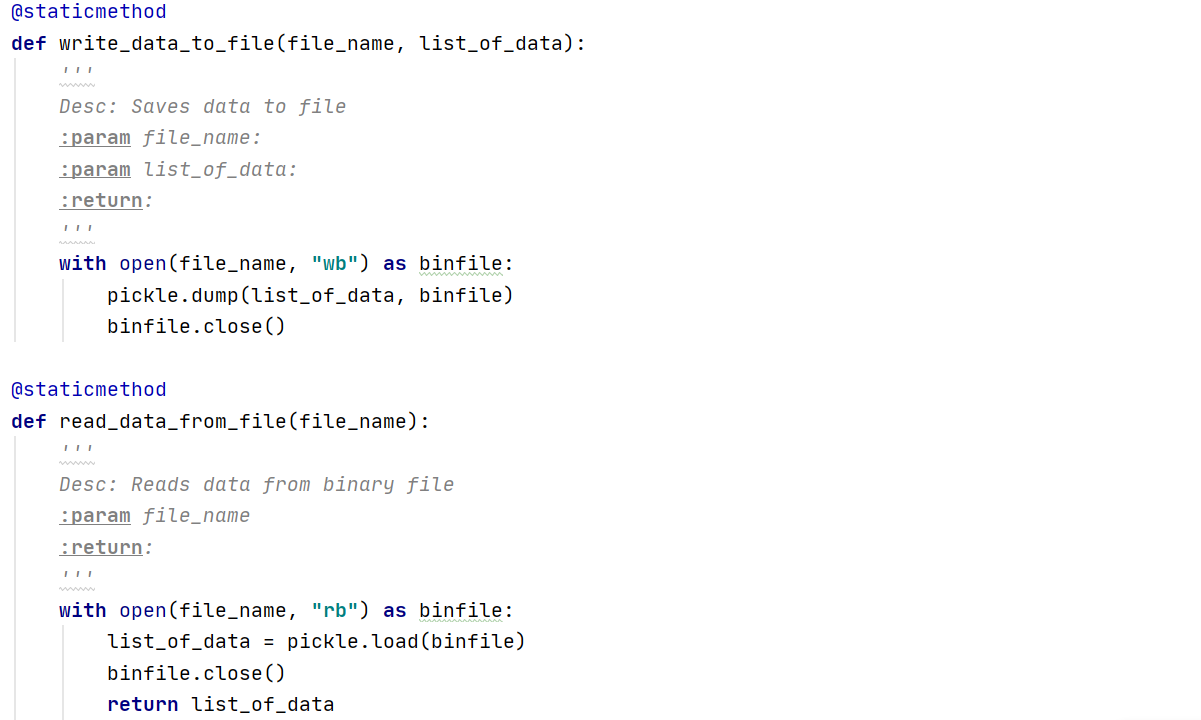 @staticmethod
def write_data_to_file(file_name, list_of_data):
    '''
    Desc: Saves data to file
    :param file_name:
    :param list_of_data:
    :return:
    '''
    with open(file_name, "wb") as binfile:
        pickle.dump(list_of_data, binfile)
        binfile.close()

@staticmethod
def read_data_from_file(file_name):
    '''
    Desc: Reads data from binary file
    :param file_name
    :return:
    '''
    with open(file_name, "rb") as binfile:
        list_of_data = pickle.load(binfile)
        binfile.close()
        return list_of_data